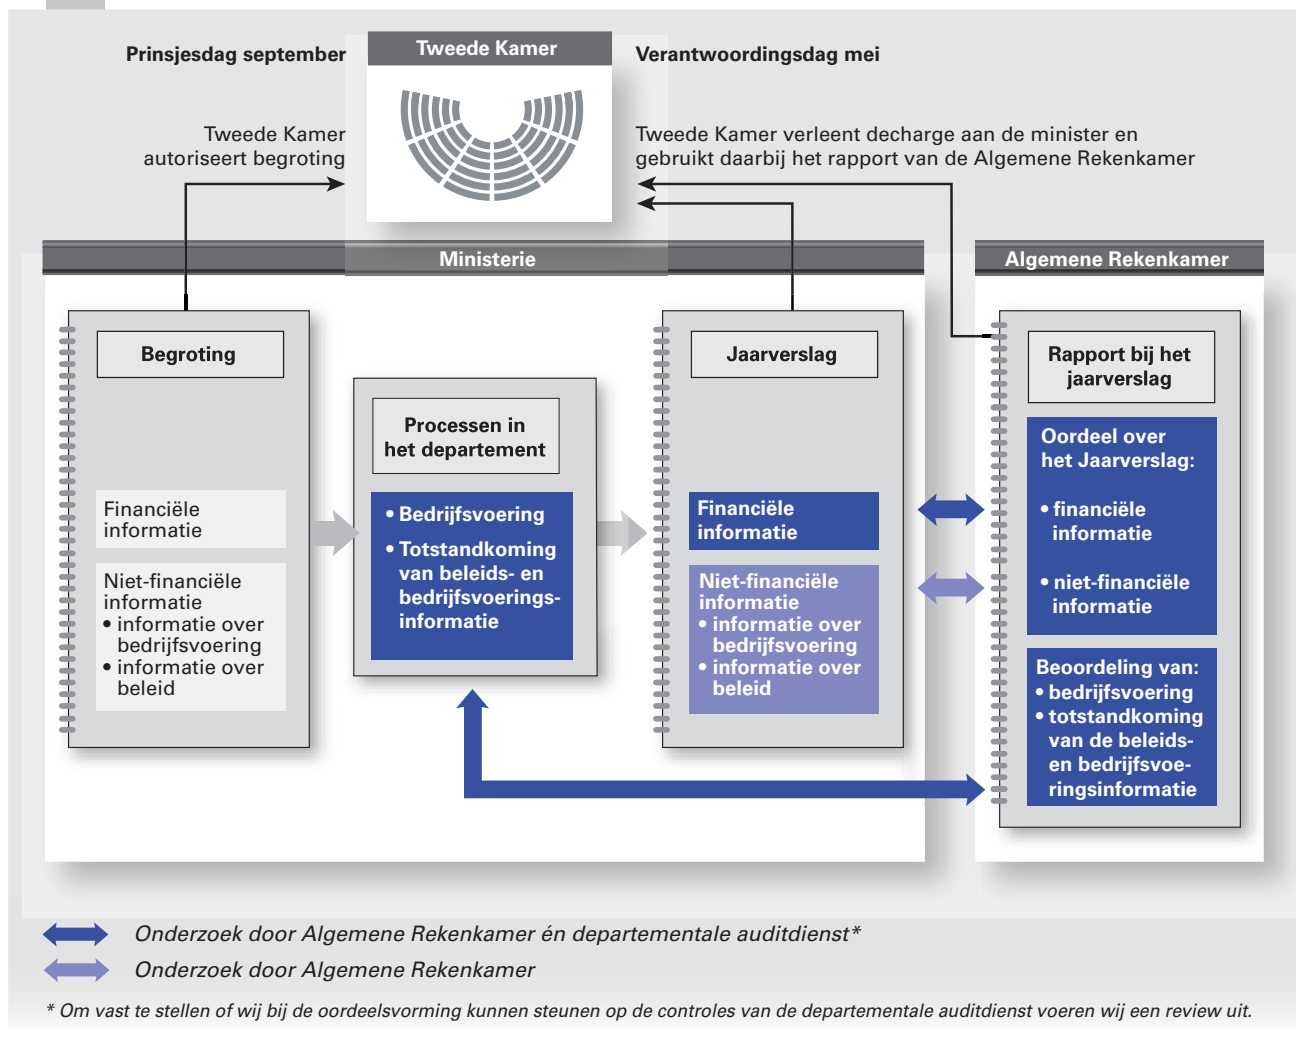 Prinsjesdag september
Tweede Kamer
Verantwoordingsdag mei
Tweede Kamer
autoriseert begroting
Tweede Kamer verleent decharge aan de minister en
gebruikt daarbij het rapport van de Algemene Rekenkamer
Ministerie
Algemene Rekenkamer
Begroting
Financiële
informatie
Niet-financiële
informatie
• informatie over
bedrijfsvoering
• informatie over
beleid
Processen in
het departement
• Bedrijfsvoering
• Totstandkoming
van beleids- en
bedrijfsvoerings-
informatie
Jaarverslag
Financiële
informatie
Niet-financiële
informatie
• informatie over
bedrijfsvoering
• informatie over
beleid
Rapport bij het
jaarverslag
Oordeel over
het Jaarverslag:
• financiële
informatie
• niet-financiële
informatie
Beoordeling van:
• bedrijfsvoering
• totstandkoming
van de beleids-
en bedrijfsvoe-
ringsinformatie
Onderzoek door Algemene Rekenkamer én departementale auditdienst*
Onderzoek door Algemene Rekenkamer
* Om vast te stellen of wij bij de oordeelsvorming kunnen steunen op de controles van de departementale auditdienst voeren wij een review uit.